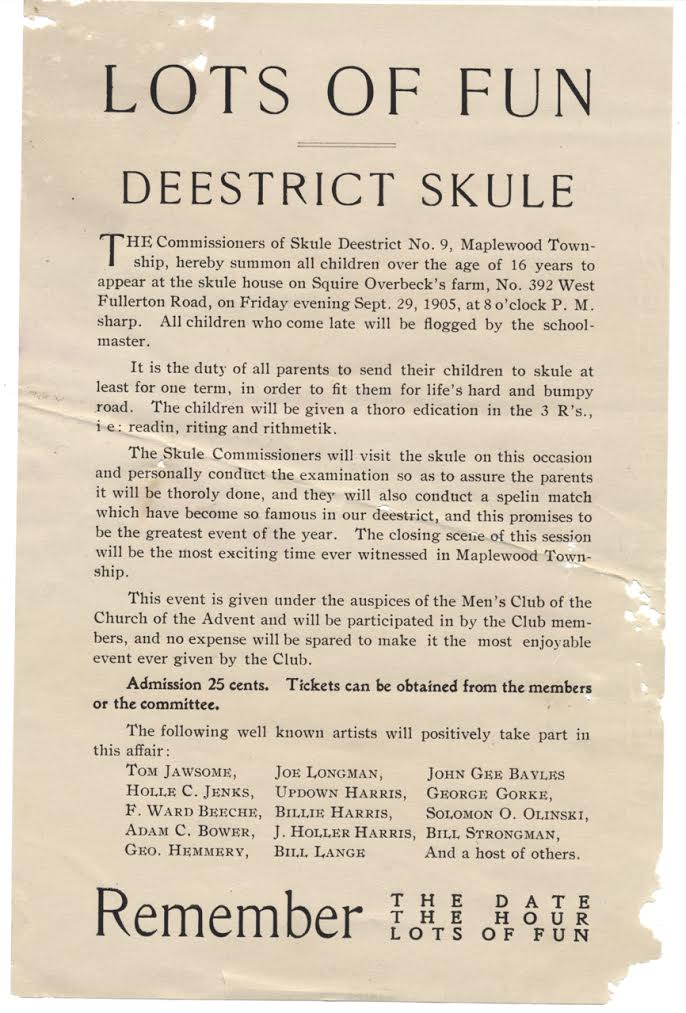 LOTS OF FUN
DEESTRICT SKULE
THE Commissioners of Skule Deestrict No. 9, Maplewood Town-
ship, hereby summon all children over the age of 16 years to
appear at the skule house on Squire Overbeck's farm, No. 392 West
Fullerton Road, on Friday evening Sept. 29, 1905, at 8 o'clock P. M.
sharp. All children who come late will be flogged by the school-
master.
It is the duty of all parents to send their children to skule at
least for one term, in order to fit them for life's hard and bumpy
road. The children will be given a thoro edication in the 3 R's.,
i e: readin, riting and rithmetik.
The Skule Commissioners will visit the skule on this occasion
and personally conduct the examination so as to assure the parents
it will be thoroly done, and they will also conduct a spelin match
which have become so famous in our deestrict, and this promises to
be the greatest event of the year. The closing scene of this session
will be the most exciting time ever witnessed in Maplewood Town-
ship.
This event is given under the auspices of the Men's Club of the
Church of the Advent and will be participated in by the Club mem-
bers, and no expense will be spared to make it the most enjoyable
event ever given by the Club.
Admission 25 cents. Tickets can be obtained from the members
or the committee.
The following well known artists will positively take part in
this affair:
TOM JAWSOME, JOE LONGMAN, JOHN GEE BAYLES
HOLLE C. JENKS, UPDOWN HARRIS, GEORGE GORKE,
F. WARD BEECHE, BILLIE HARRIS, SOLOMON O. OLINSKI,
ADAM C. BOWER, J. HOLLER HARRIS, BILL STRONGMAN,
GEO. HEMMERY, BILL LANGE And a host of others.
Remember THE DATE
THE HOUR
LOTS OF FUN